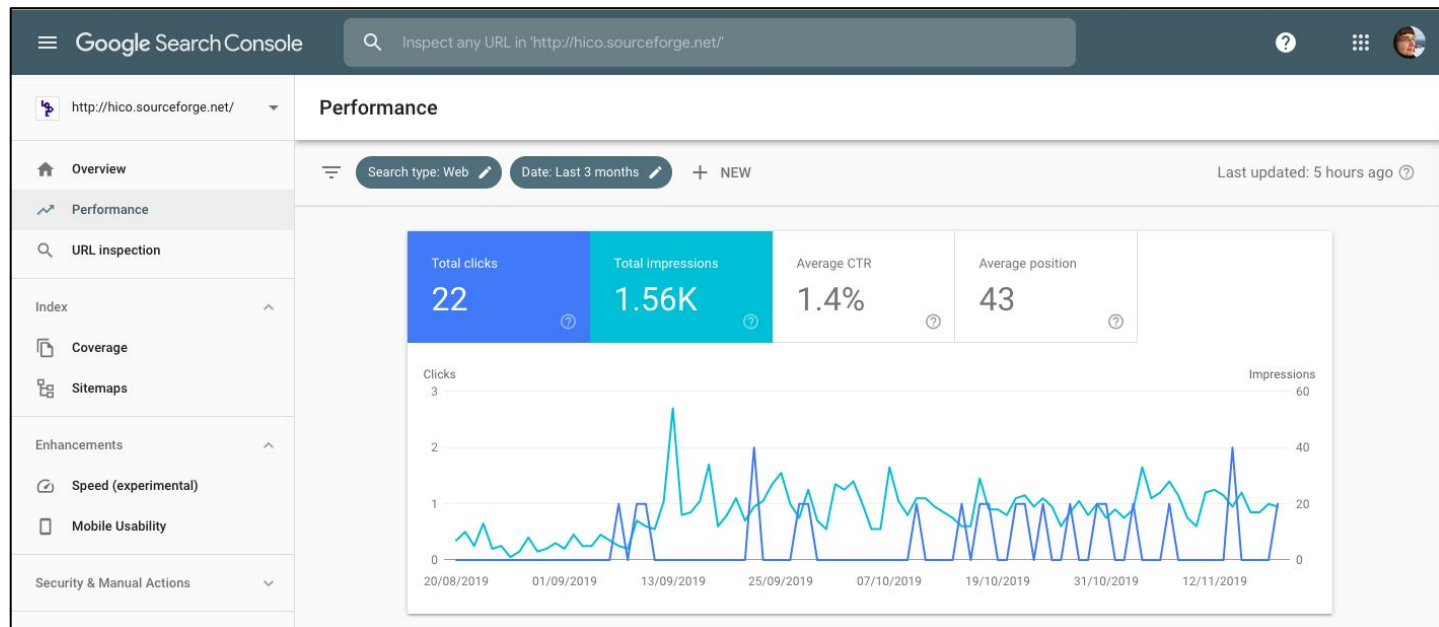 Google Search Console
Inspect any URL in 'http://hico.sourceforge.net/'
http://hico.sourceforge.net/
Overview
Performance
URL inspection
Index
Coverage
Sitemaps
Enhancements
Speed (experimental)
Mobile Usability
Security & Manual Actions
Performance
Search type: Web
Date: Last 3 months
+ NEW
Last updated: 5 hours ago
Total clicks
22
Total impressions
1.56K
Average CTR
1.4%
Average position
43
Clicks
Impressions
3
60
2
40
1
20
0
0
20/08/2019
01/09/2019
13/09/2019
25/09/2019
07/10/2019
19/10/2019
31/10/2019
12/11/2019